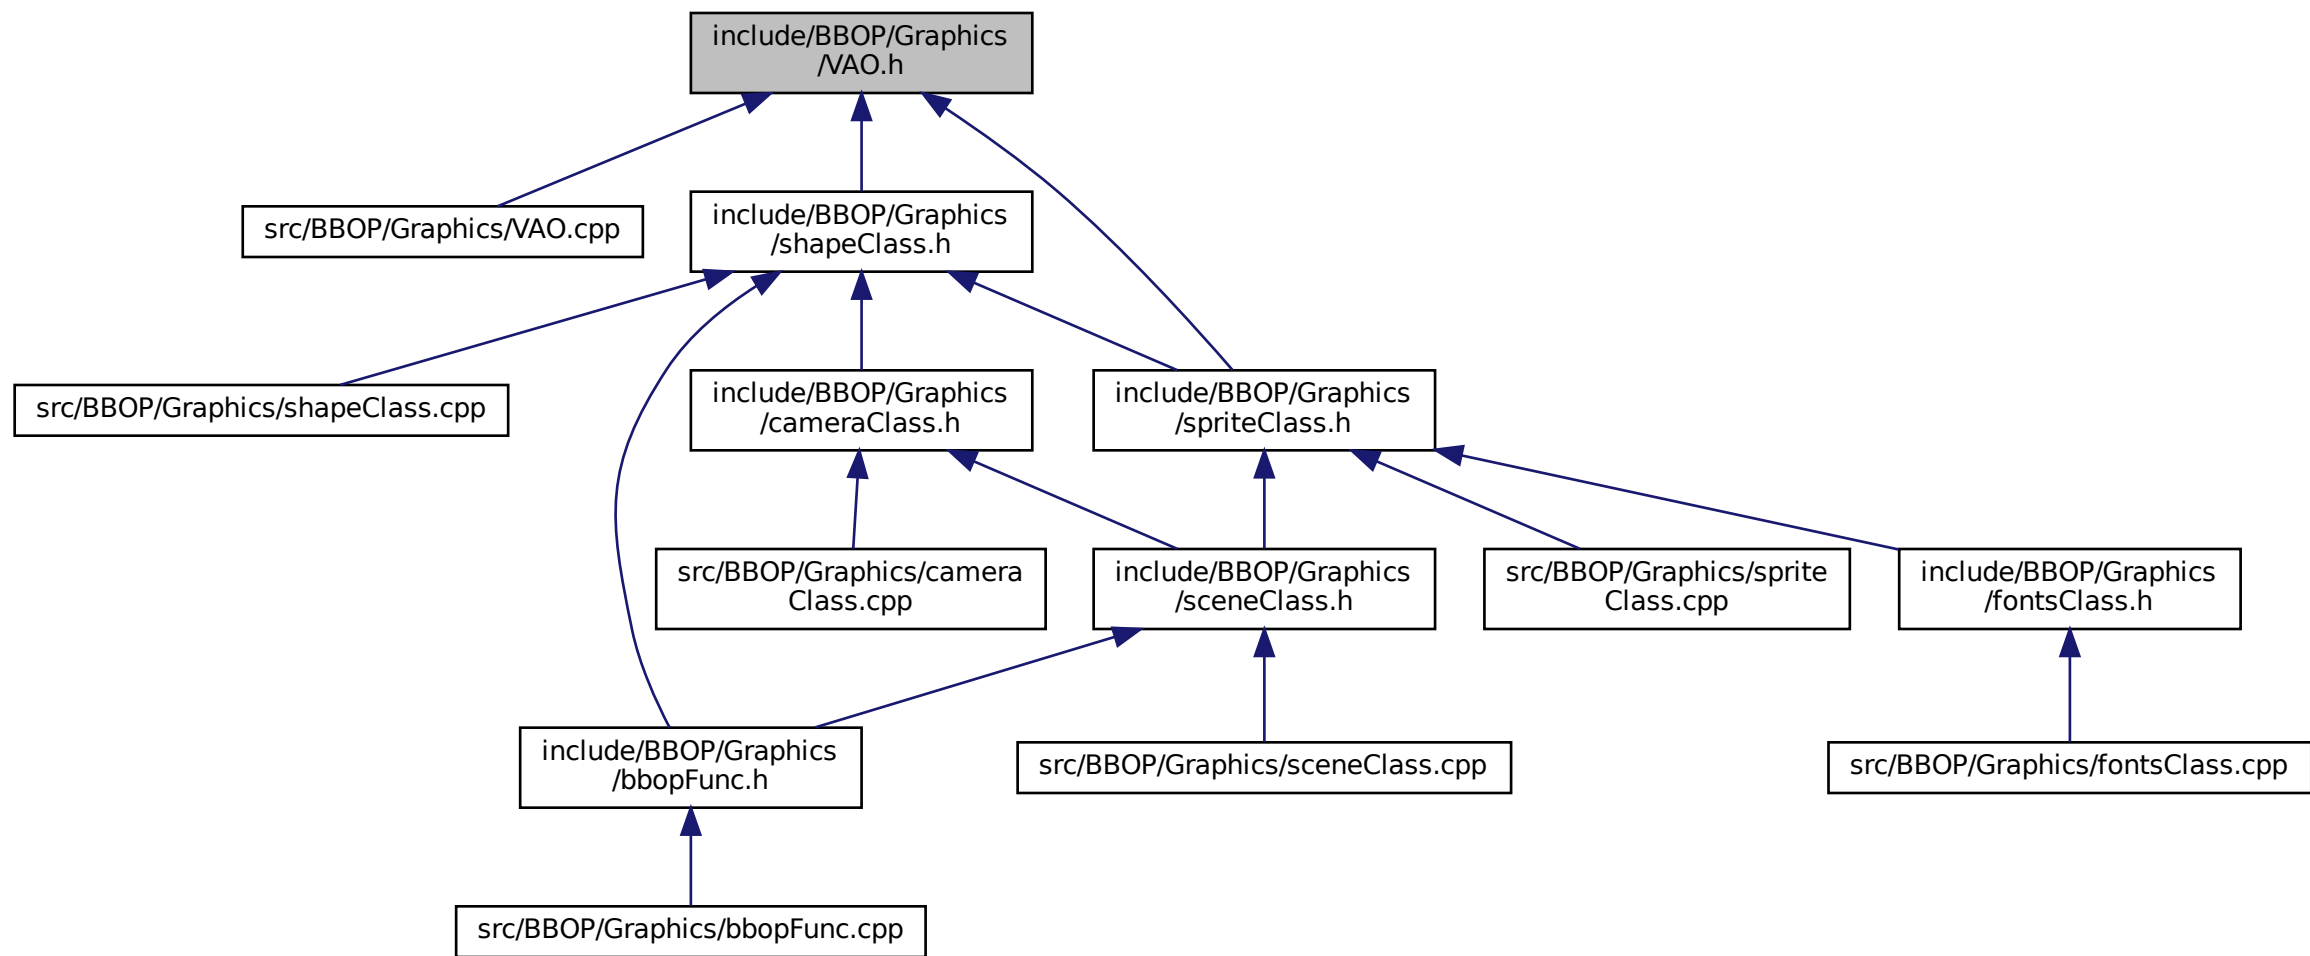 include/BBOP/Graphics
/VAO.h
src/BBOP/Graphics/VAO.cpp
include/BBOP/Graphics
/shapeClass.h
src/BBOP/Graphics/shapeClass.cpp
include/BBOP/Graphics
/cameraClass.h
include/BBOP/Graphics
/spriteClass.h
src/BBOP/Graphics/camera
Class.cpp
include/BBOP/Graphics
/sceneClass.h
src/BBOP/Graphics/sprite
Class.cpp
include/BBOP/Graphics
/fontsClass.h
include/BBOP/Graphics
/bbopFunc.h
src/BBOP/Graphics/sceneClass.cpp
src/BBOP/Graphics/fontsClass.cpp
src/BBOP/Graphics/bbopFunc.cpp